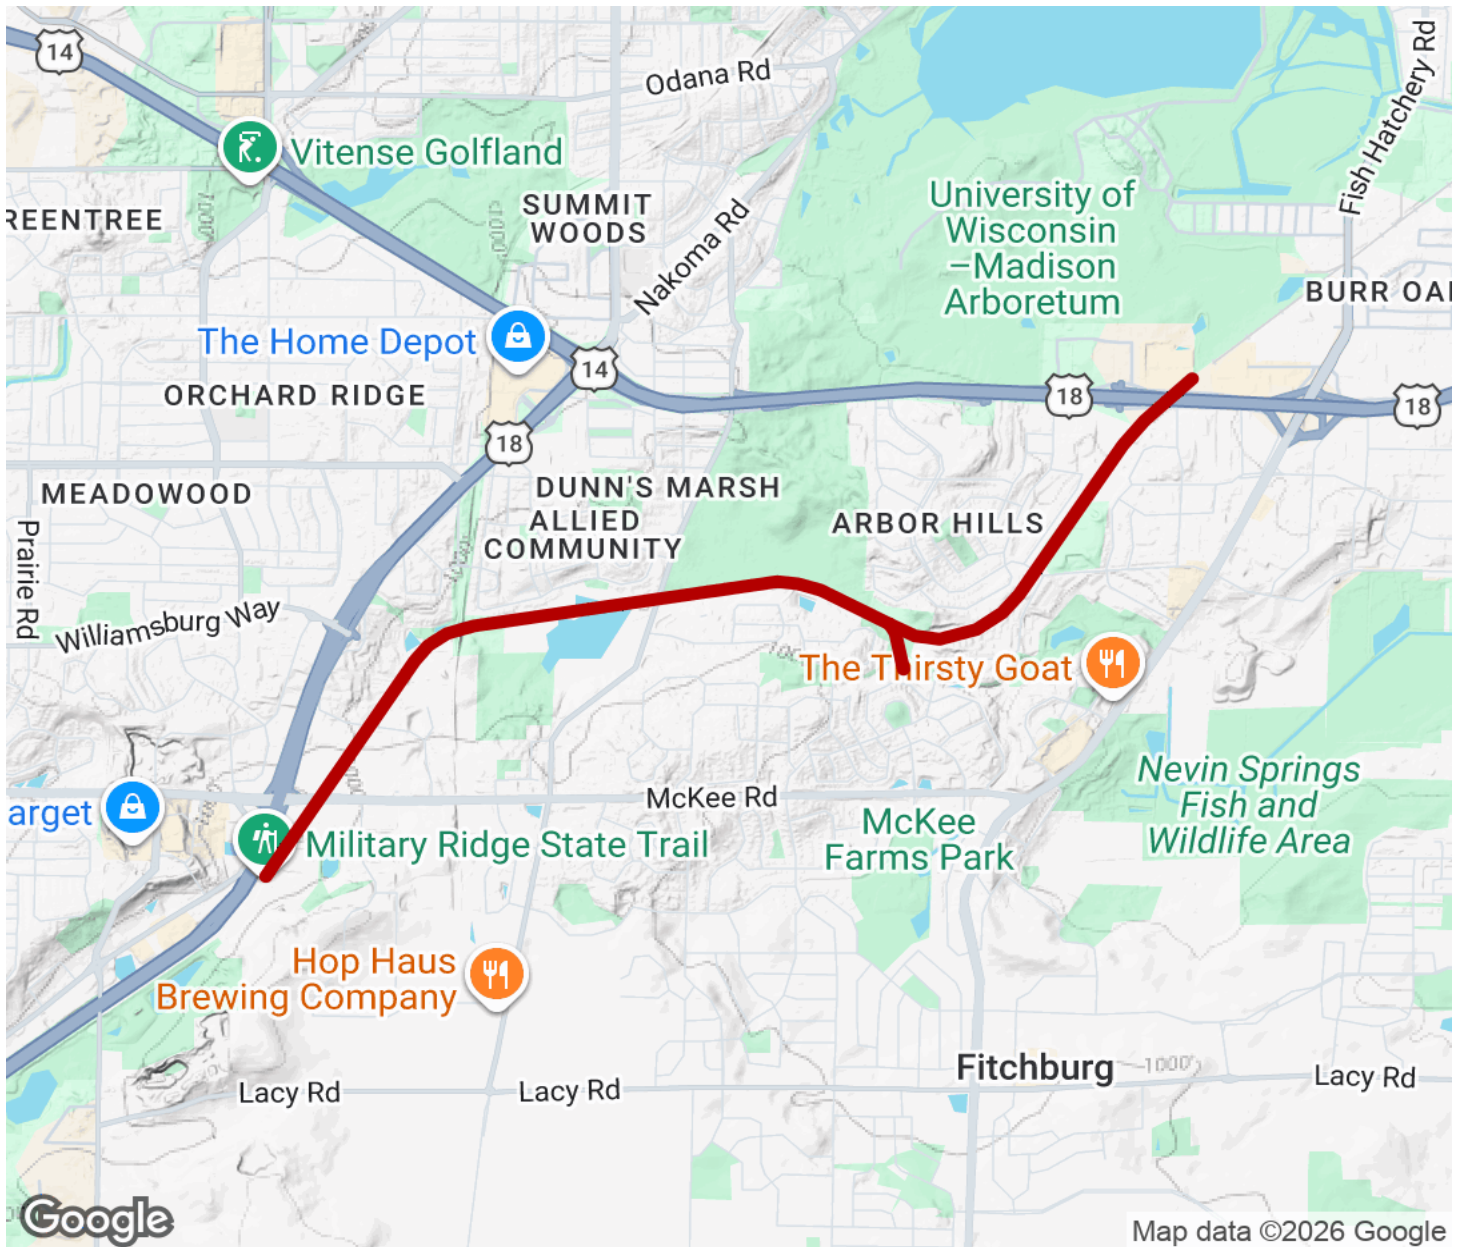 14
Odana Rd
Fish Hatchery Rd
Vitense Golfland
REENTREE
SUMMIT
WOODS
Nakoma Rd
University of
Wisconsin
–Madison
Arboretum
BURR OA
The Home Depot
14
ORCHARD RIDGE
18
18
18
MEADOWOOD
DUNN'S MARSH
ALLIED
COMMUNITY
ARBOR HILLS
Prairie Rd
Williamsburg Way
The Thirsty Goat
McKee Rd
arget
Military Ridge State Trail
McKee
Farms Park
Nevin Springs
Fish and
Wildlife Area
Hop Haus
Brewing Company
Fitchburg
1000'
Lacy Rd
Lacy Rd
Lacy Rd
Google
Map data ©2026 Google